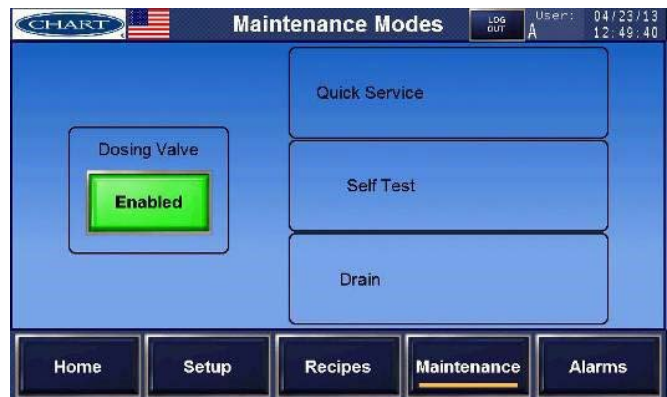 CHART
Maintenance Modes
LOG OUT
User: A
04/23/13
12:49:40
Quick Service
Dosing Valve
Enabled
Self Test
Drain
Home
Setup
Recipes
Maintenance
Alarms